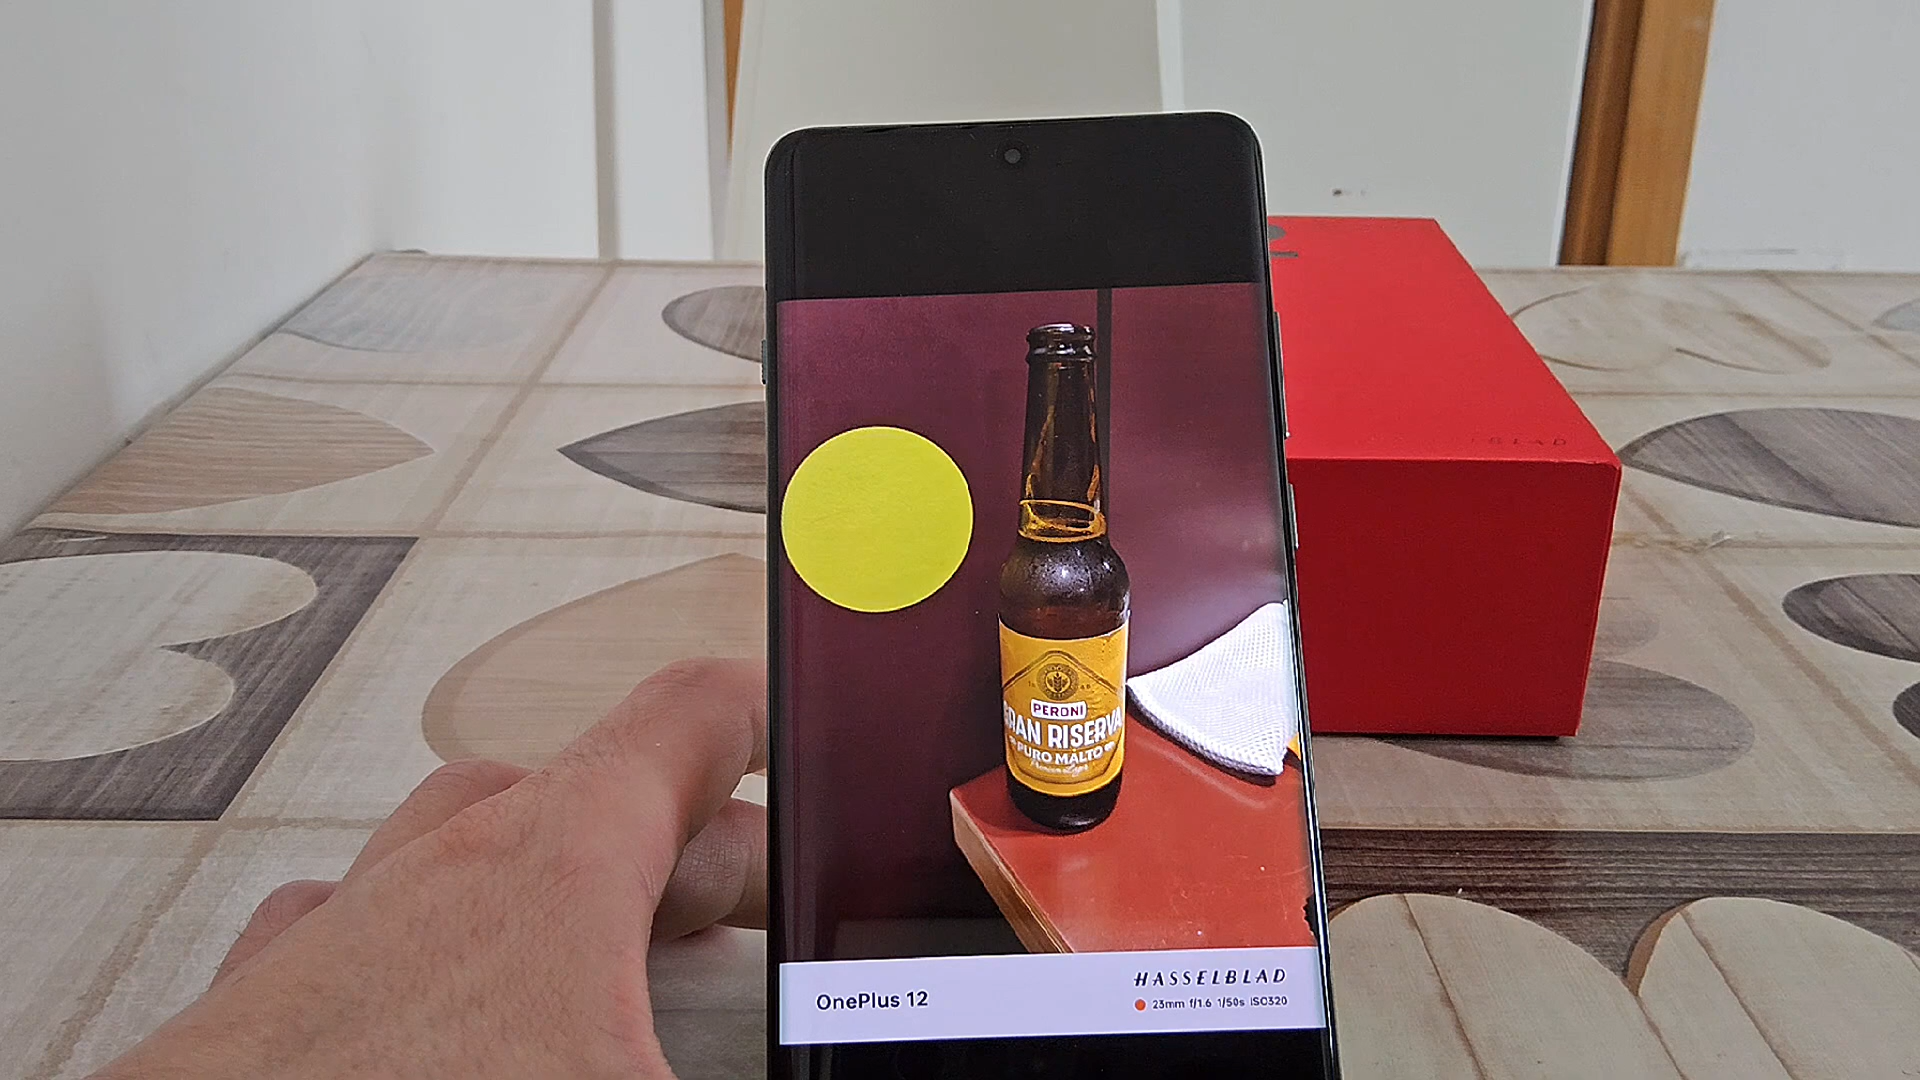 PERONI
GRAN RISERVA
PURO MALTO
OnePlus 12
HASSELBLAD
23mm f/1.6 1/50s ISO320